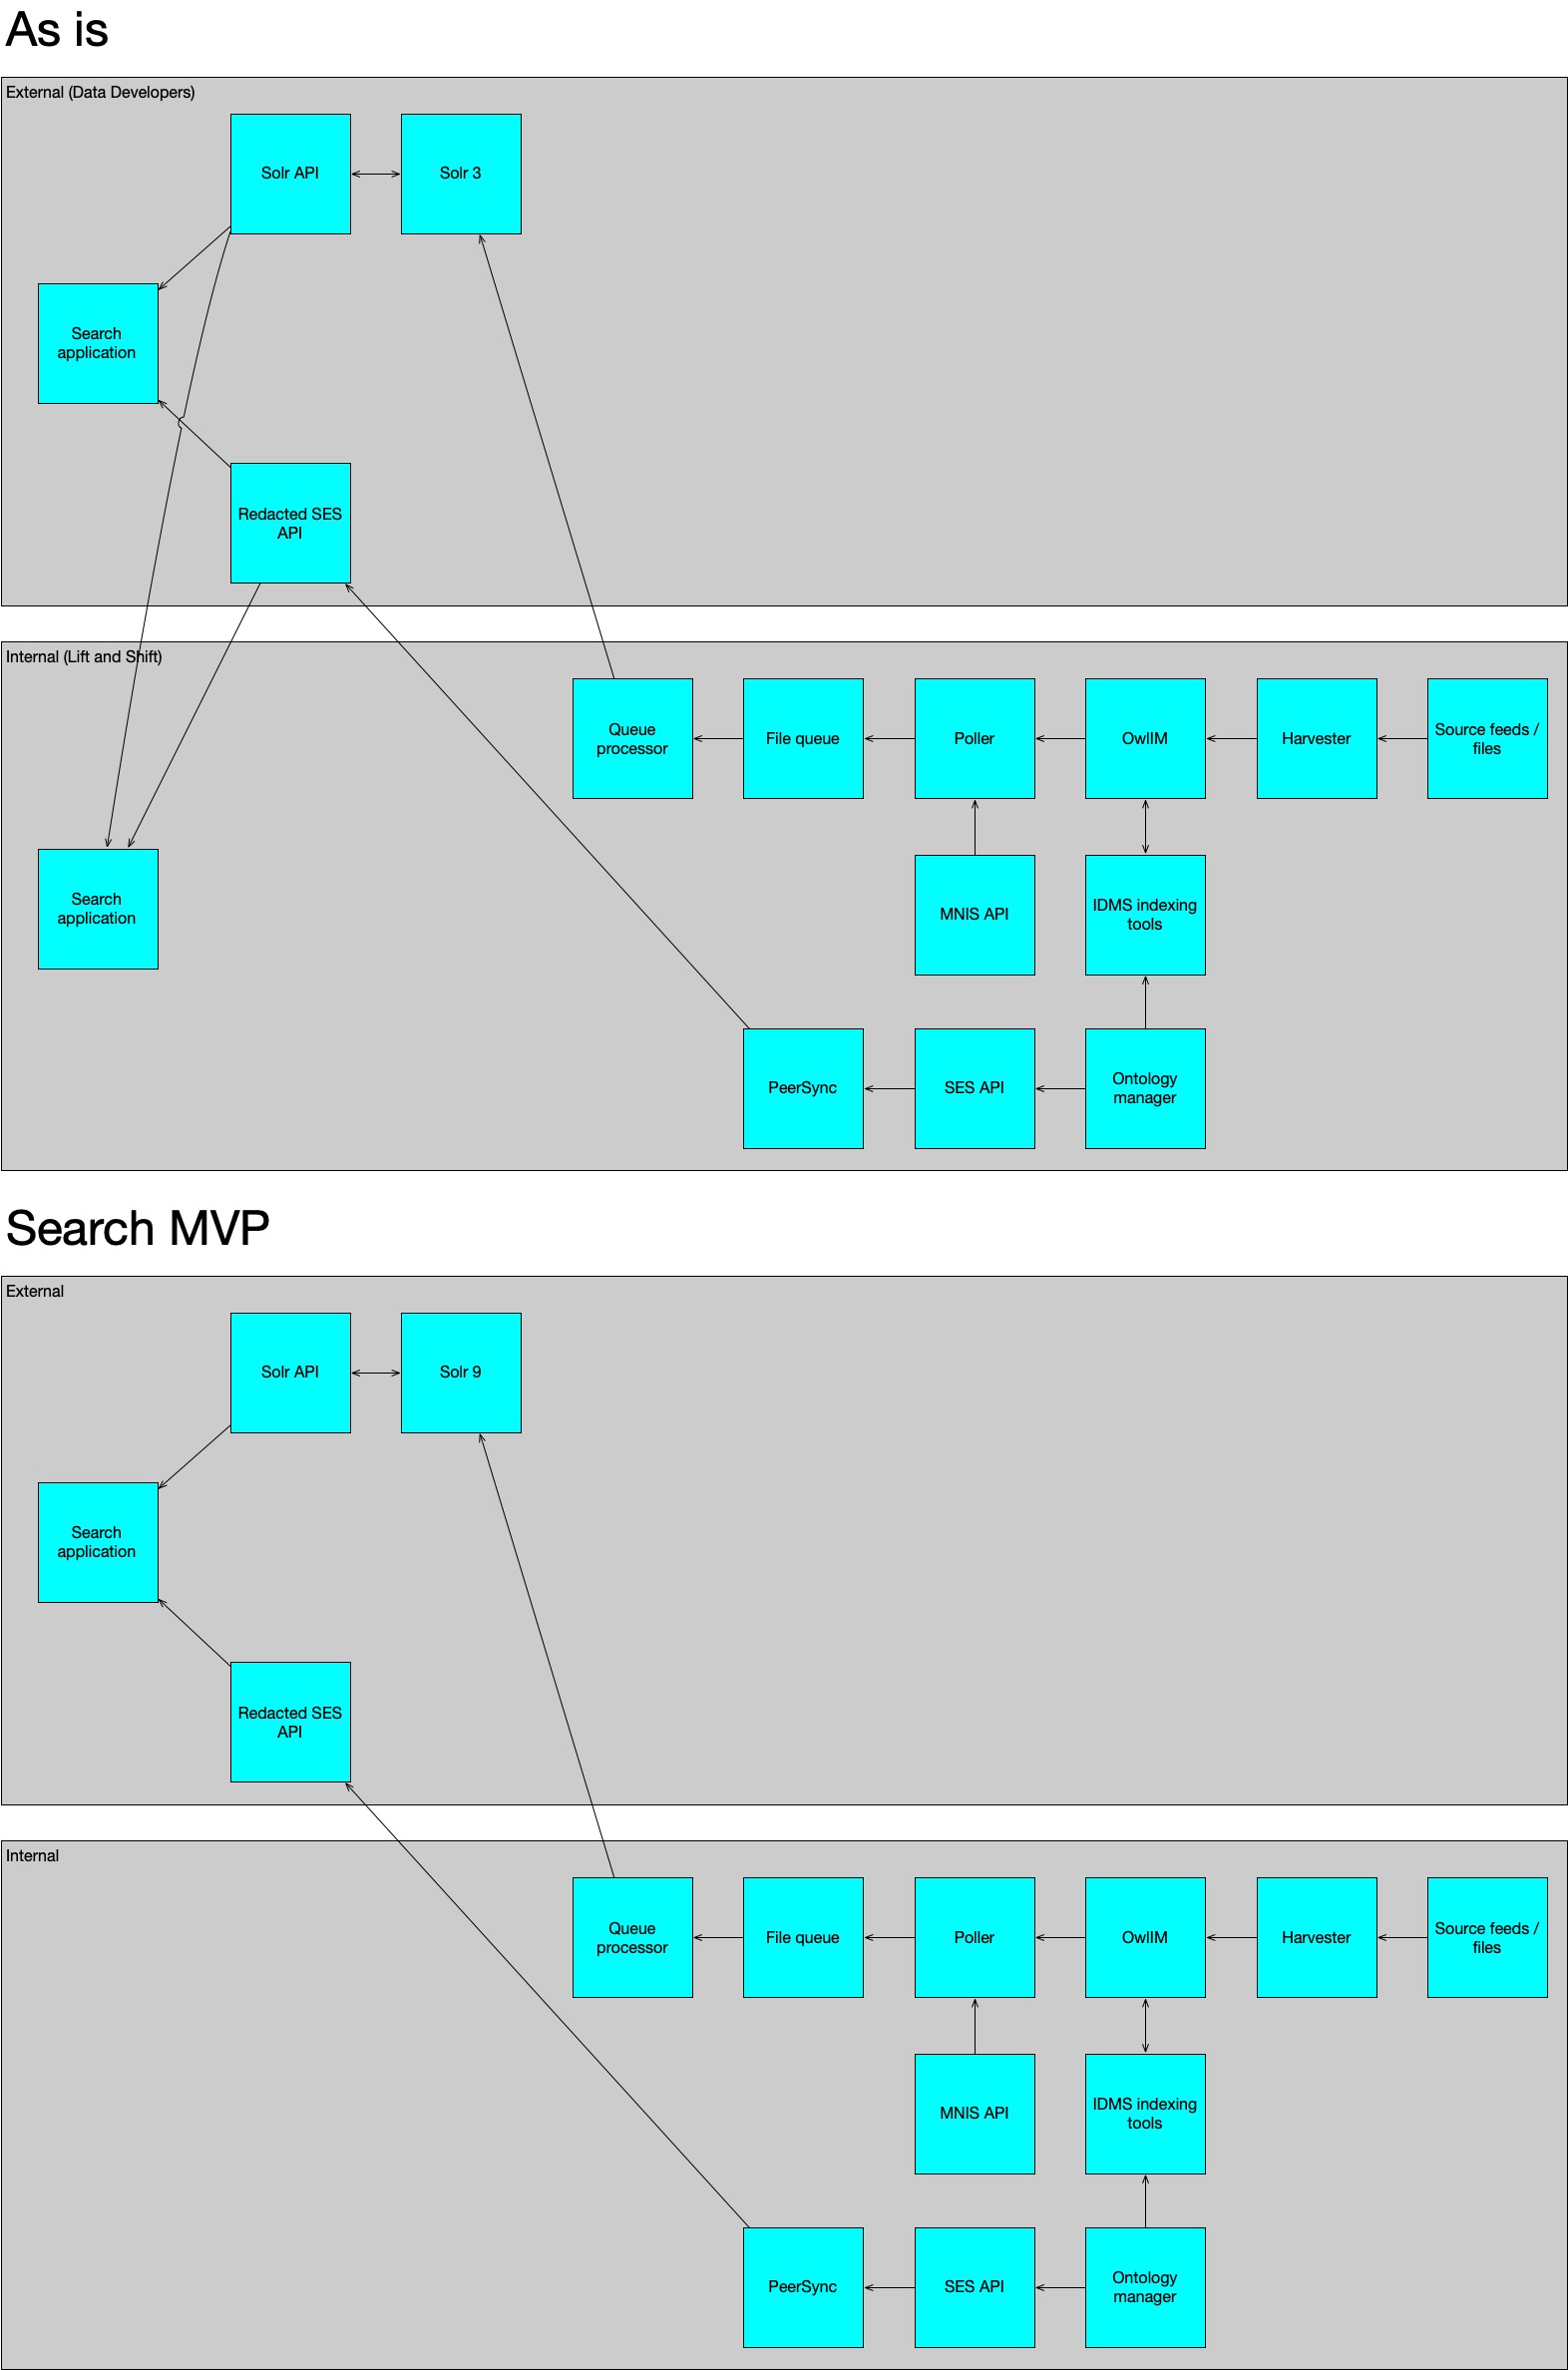 As is
External (Data Developers)
Solr API
Solr 3
Search
application
Redacted SES
API
Internal (Lift and Shift)
Queue
processor
File queue
Poller
OwlIM
Harvester
Source feeds /
files
Search
application
MNIS API
IDMS indexing
tools
PeerSync
SES API
Ontology
manager
Search MVP
External
Solr API
Solr 9
Search
application
Redacted SES
API
Internal
Queue
processor
File queue
Poller
OwlIM
Harvester
Source feeds /
files
MNIS API
IDMS indexing
tools
PeerSync
SES API
Ontology
manager